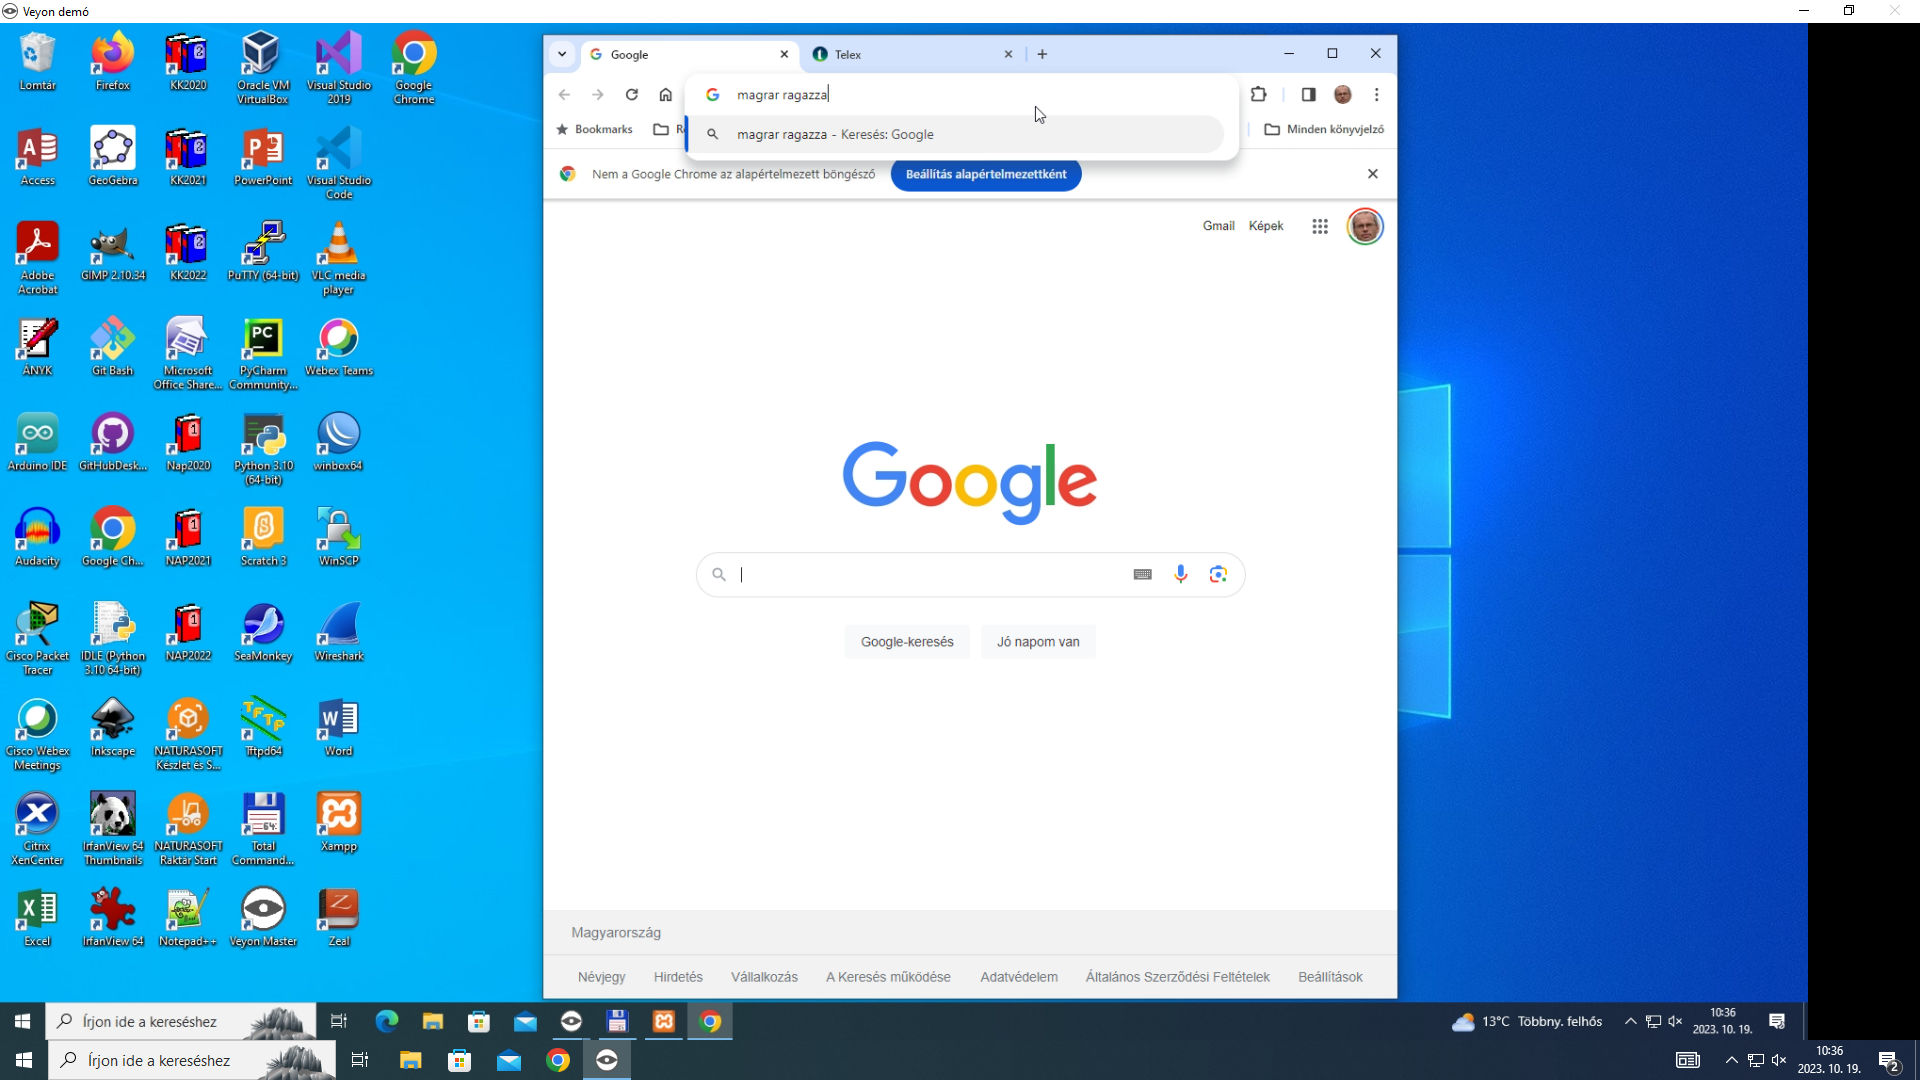 Veyon demó
Lomtár
Firefox
KK2020
Oracle VM
VirtualBox
Visual Studio
2019
Google
Chrome
Access
GeoGebra
KK2021
PowerPoint
Visual Studio
Code
Adobe
Acrobat
GIMP 2.10.34
KK2022
PuTTY (64-bit)
VLC media
player
ÁNYK
Git Bash
Microsoft
Office Share...
PyCharm
Community...
Webex Teams
Arduino IDE
GitHubDesk...
Nap2020
Python 3.10
(64-bit)
winbox64
Audacity
Google Ch...
NAP2021
Scratch 3
WinSCP
Cisco Packet
Tracer
IDLE (Python
3.10 64-bit)
NAP2022
SeaMonkey
Wireshark
Cisco Webex
Meetings
Inkscape
NATURASOFT
Készlet és S...
Tftpd64
Word
Citrix
XenCenter
IrfanView 64
Thumbnails
NATURASOFT
Raktár Start
Total
Command...
Xampp
Excel
IrfanView 64
Notepad++
Veyon Master
Zeal
Google
Telex
magrar ragazza
Bookmarks
magrar ragazza - Keresés: Google
Minden könyvjelző
Nem a Google Chrome az alapértelmezett böngésző
Beállítás alapértelmezettként
Gmail Képek
Google
Google-keresés
Jó napom van
Magyarország
Névjegy Hirdetés Vállalkozás A Keresés működése Adatvédelem Általános Szerződési Feltételek Beállítások
Írjon ide a kereséshez
13°C Többny. felhős
10:36
2023. 10. 19.
Írjon ide a kereséshez
10:36
2023. 10. 19.
2